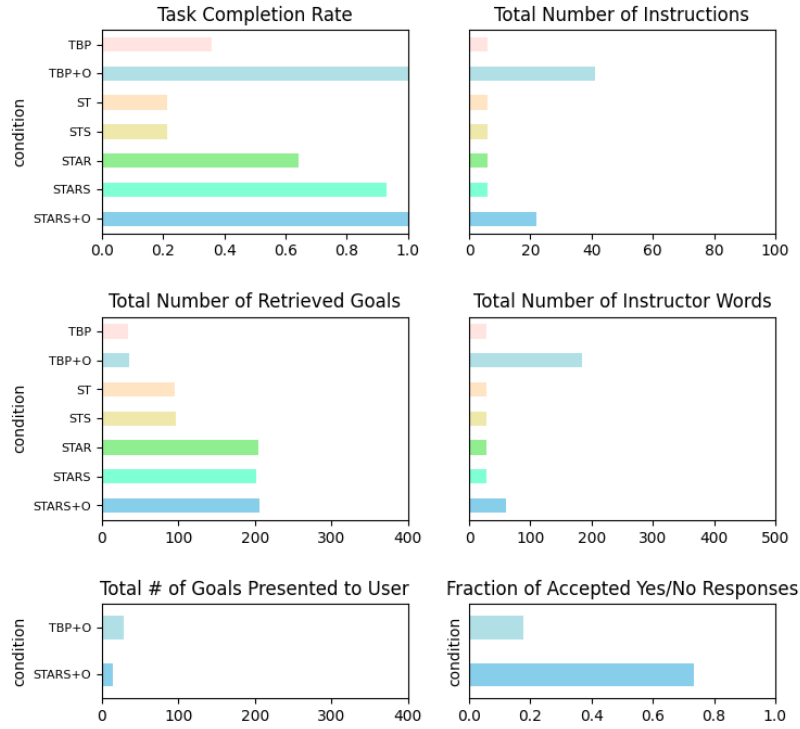 Task Completion Rate
condition
TBP
TBP+O
ST
STS
STAR
STARS
STARS+O
0.0 0.2 0.4 0.6 0.8 1.0
Total Number of Instructions
0 20 40 60 80 100
Total Number of Retrieved Goals
condition
TBP
TBP+O
ST
STS
STAR
STARS
STARS+O
0 100 200 300 400
Total Number of Instructor Words
0 100 200 300 400 500
Total # of Goals Presented to User
TBP+O
STARS+O
0 100 200 300 400
Fraction of Accepted Yes/No Responses
condition
0.0 0.2 0.4 0.6 0.8 1.0